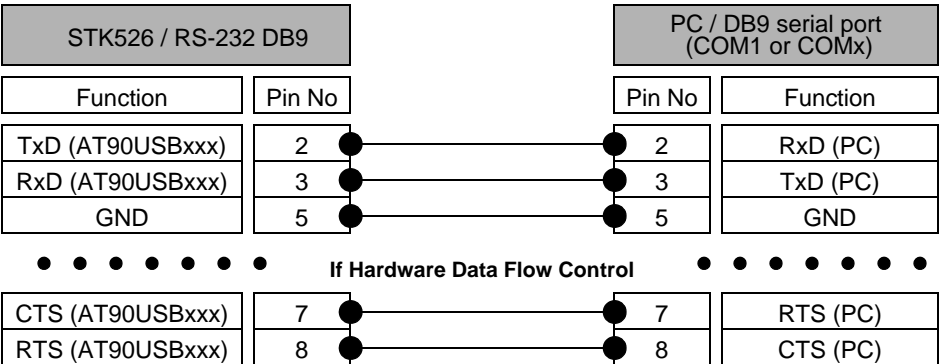 STK526 / RS-232 DB9
PC / DB9 serial port
(COM1 or COMx)
Function Pin No Pin No Function
TxD (AT90USBxxx) 2 2 RxD (PC)
RxD (AT90USBxxx) 3 3 TxD (PC)
GND 5 5 GND
If Hardware Data Flow Control
CTS (AT90USBxxx) 7 7 RTS (PC)
RTS (AT90USBxxx) 8 8 CTS (PC)